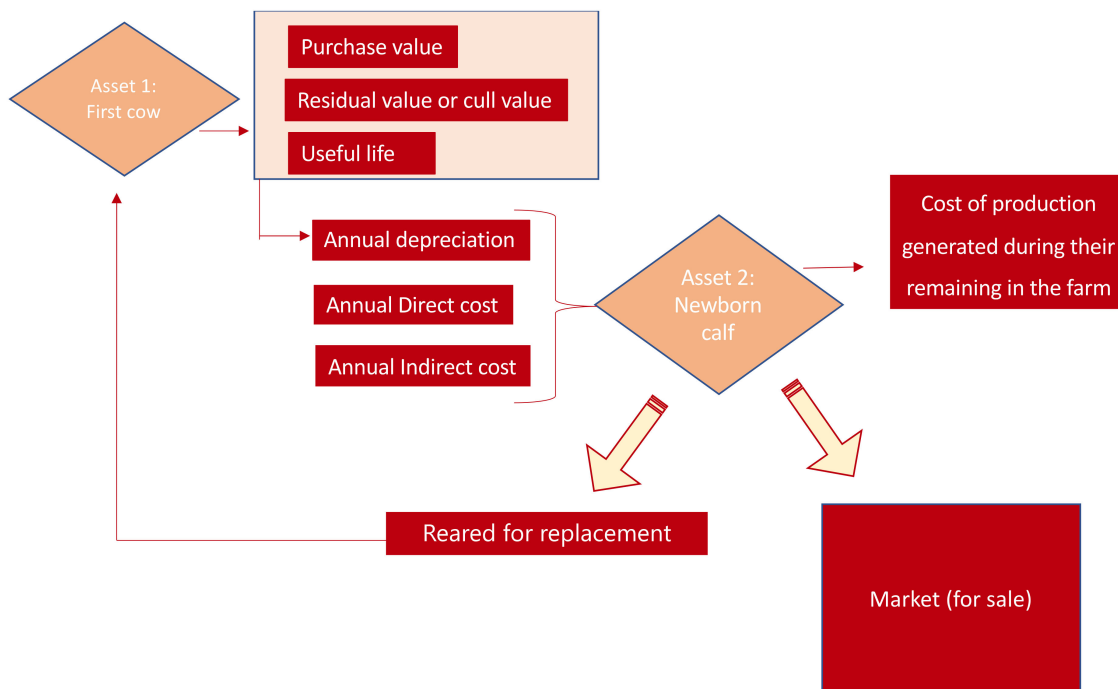 Asset 1:
First cow
Purchase value
Residual value or cull value
Useful life
Annual depreciation
Annual Direct cost
Annual Indirect cost
Asset 2:
Newborn
calf
Cost of production
generated during their
remaining in the farm
Reared for replacement
Market (for sale)